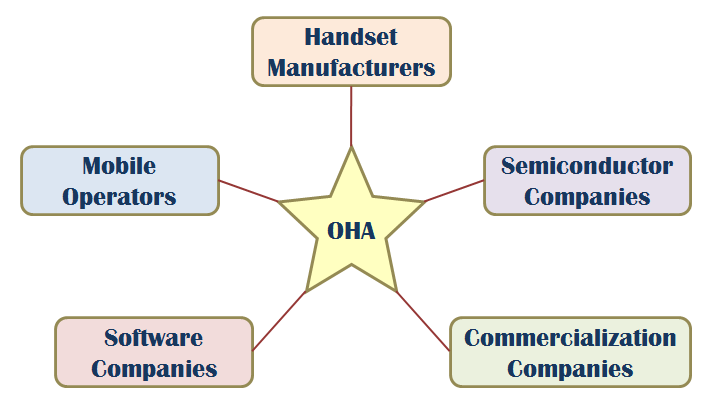 Handset
Manufacturers
Mobile
Operators
Semiconductor
Companies
OHA
Software
Companies
Commercialization
Companies